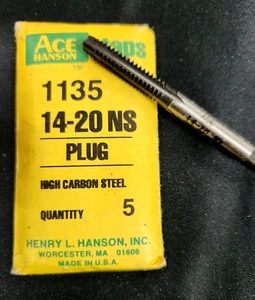 ACE
HANSON
Taps
1135
14-20 NS
PLUG
HIGH CARBON STEEL
QUANTITY 5
HENRY L. HANSON, INC.
WORCESTER, MA 01606
MADE IN U.S.A.